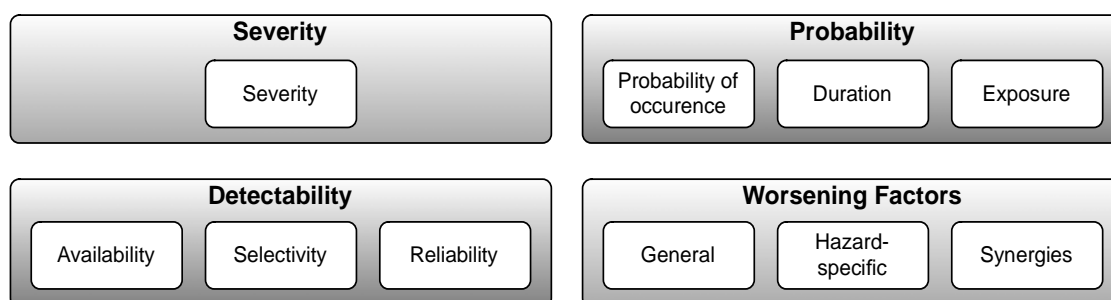 Severity
Severity
Probability
Probability of
occurence
Duration
Exposure
Detectability
Availability
Selectivity
Reliability
Worsening Factors
General
Hazard-
specific
Synergies